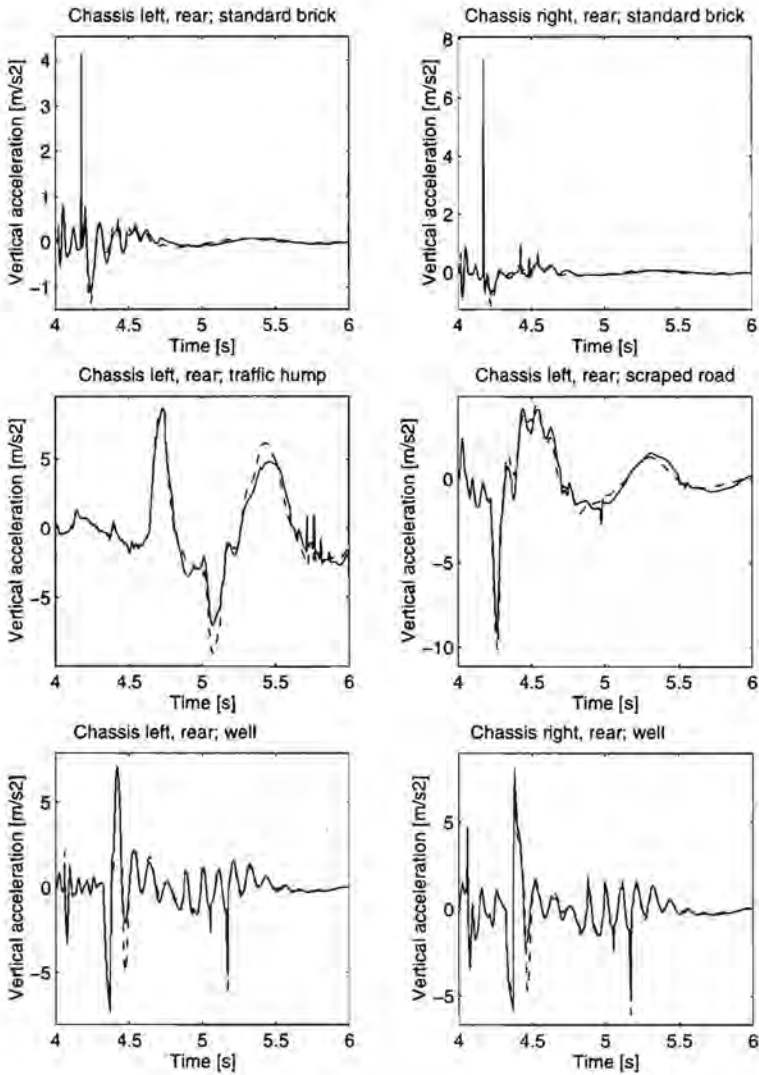 Chassis left, rear; standard brick
Chassis right, rear; standard brick
Vertical acceleration [m/s2]
4
3
2
1
0
−1
4
4.5
5
5.5
6
Time [s]
Vertical acceleration [m/s2]
8
6
4
2
0
4
4.5
5
5.5
6
Time [s]
Chassis left, rear; traffic hump
Chassis left, rear; scraped road
Vertical acceleration [m/s2]
5
0
−5
4
4.5
5
5.5
6
Time [s]
Vertical acceleration [m/s2]
0
−5
−10
4
4.5
5
5.5
6
Time [s]
Chassis left, rear; well
Chassis right, rear; well
Vertical acceleration [m/s2]
5
0
−5
4
4.5
5
5.5
6
Time [s]
Vertical acceleration [m/s2]
5
0
−5
4
4.5
5
5.5
6
Time [s]